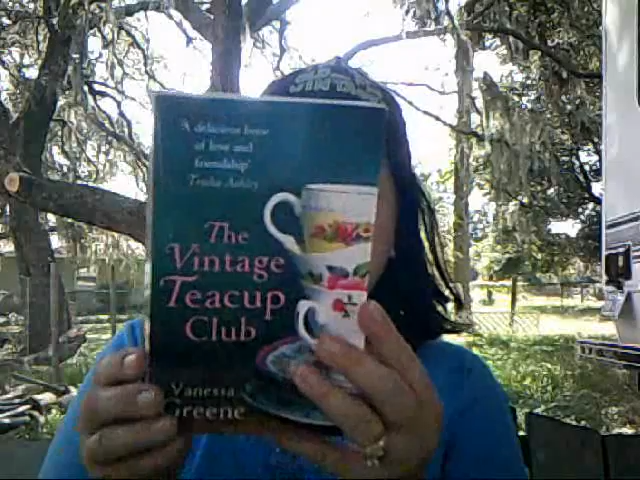 'A delicious brew
of love and
friendship'
Trisha Ashley
The
Vintage
Teacup
Club
Vanessa
Greene